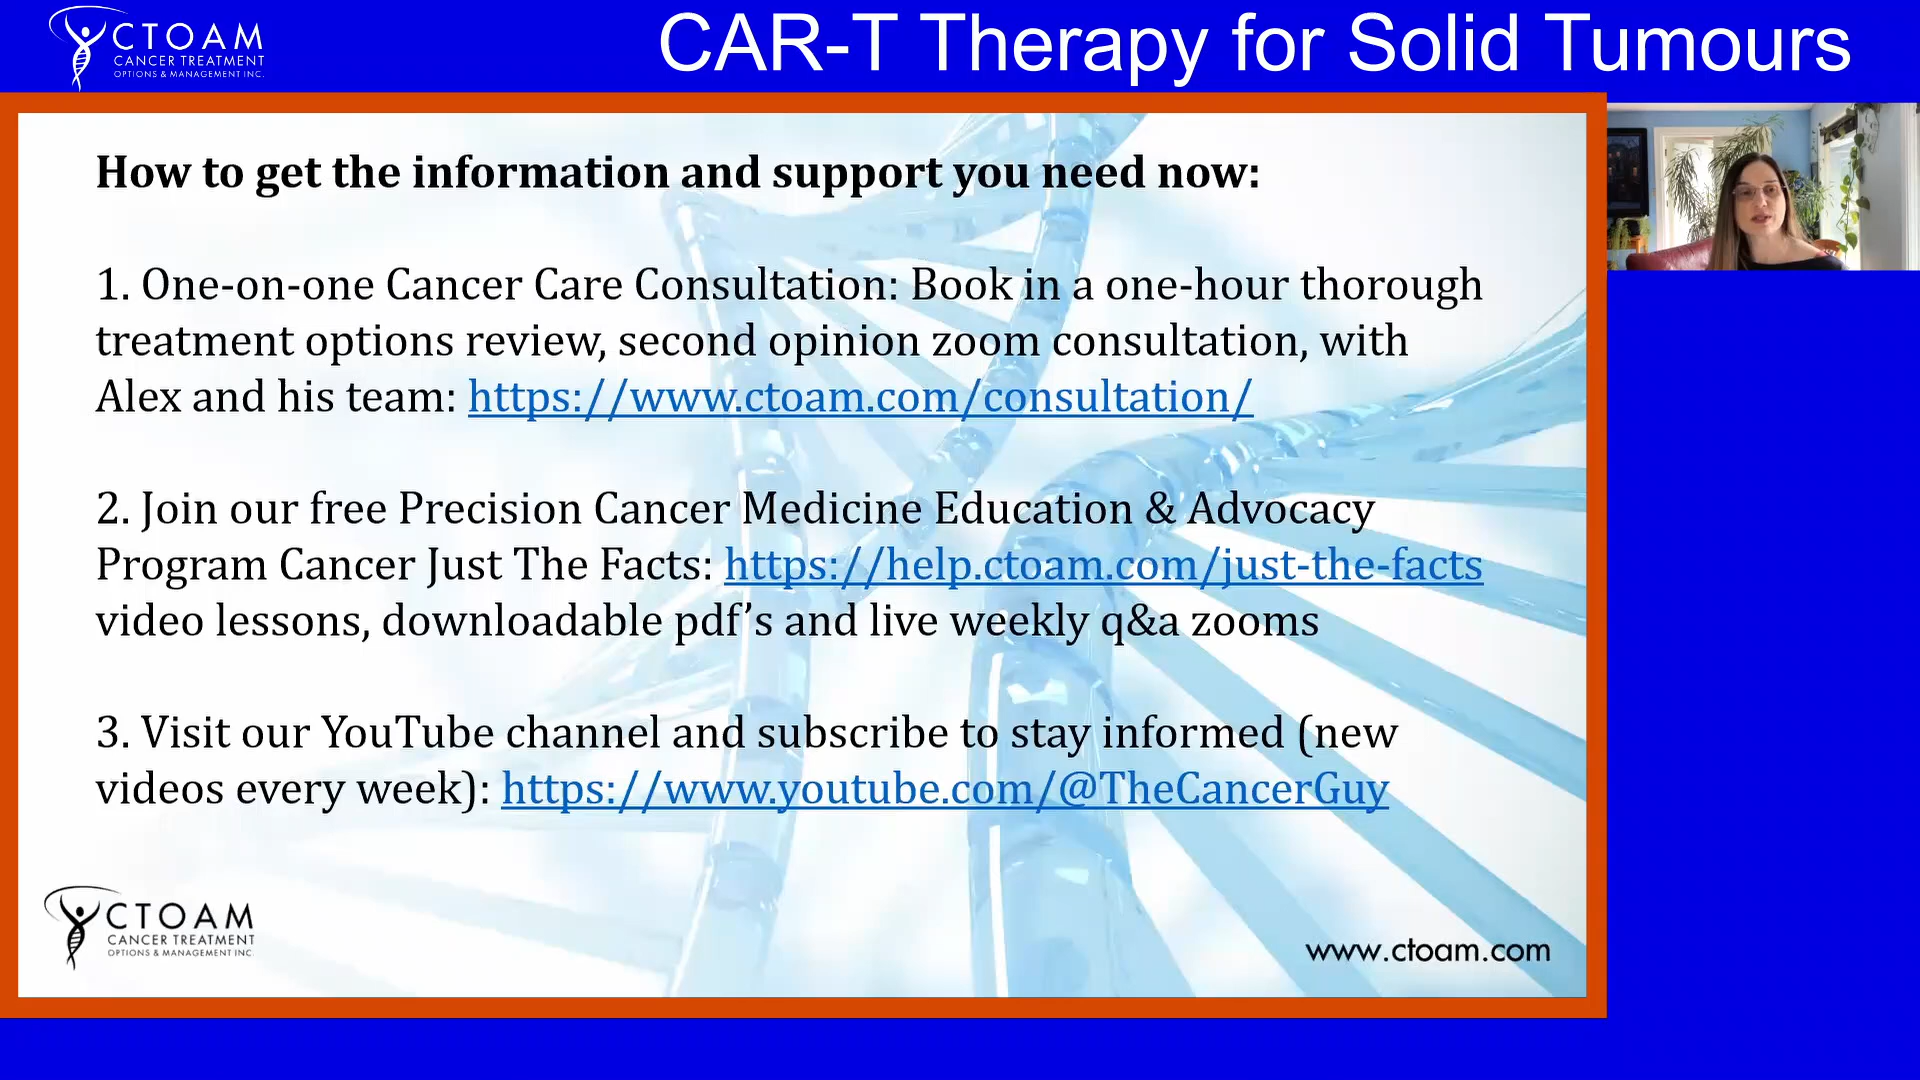 CTOAM
CANCER TREATMENT
OPTIONS & MANAGEMENT INC.
CAR-T Therapy for Solid Tumours
How to get the information and support you need now:
1. One-on-one Cancer Care Consultation: Book in a one-hour thorough
treatment options review, second opinion zoom consultation, with
Alex and his team: https://www.ctoam.com/consultation/
2. Join our free Precision Cancer Medicine Education & Advocacy
Program Cancer Just The Facts: https://help.ctoam.com/just-the-facts
video lessons, downloadable pdf’s and live weekly q&a zooms
3. Visit our YouTube channel and subscribe to stay informed (new
videos every week): https://www.youtube.com/@TheCancerGuy
CTOAM
CANCER TREATMENT
OPTIONS & MANAGEMENT INC.
www.ctoam.com